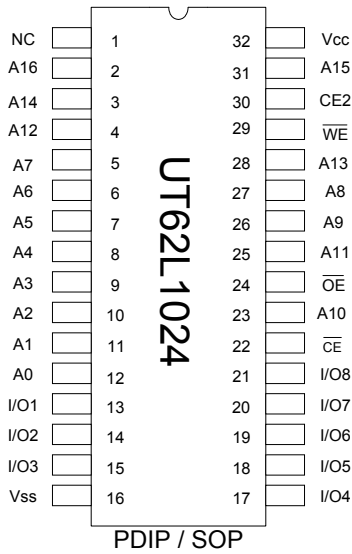 NC 1 32 Vcc
A16 2 31 A15
A14 3 30 CE2
A12 4 29 W̅E̅
A7 5 28 A13
A6 6 27 A8
A5 7 26 A9
A4 8 25 A11
A3 9 24 O̅E̅
A2 10 23 A10
A1 11 22 C̅E̅
A0 12 21 I/O8
I/O1 13 20 I/O7
I/O2 14 19 I/O6
I/O3 15 18 I/O5
Vss 16 17 I/O4
UT62L1024
PDIP / SOP